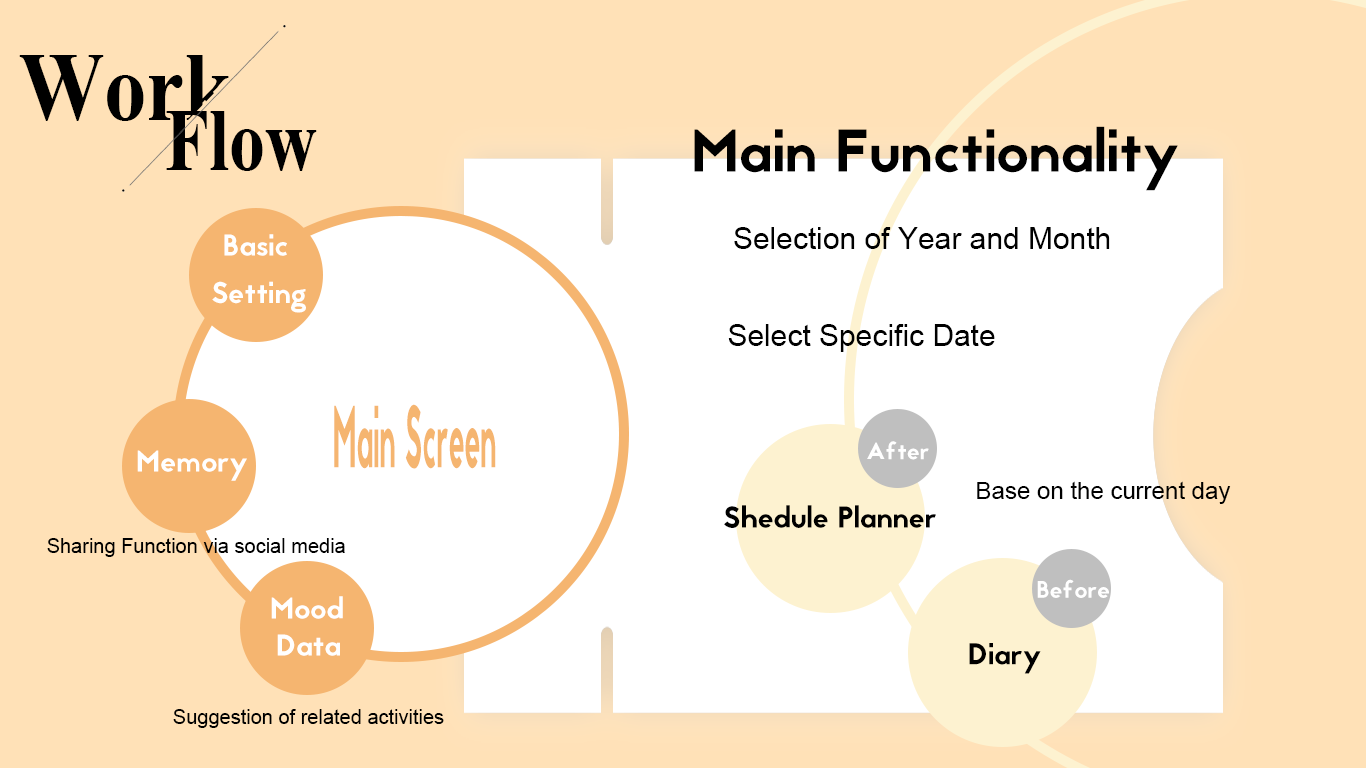 Work
Flow
Main Functionality
Selection of Year and Month
Select Specific Date
Basic
Setting
Memory
Sharing Function via social media
Mood
Data
Suggestion of related activities
Main Screen
After
Shedule Planner
Base on the current day
Before
Diary